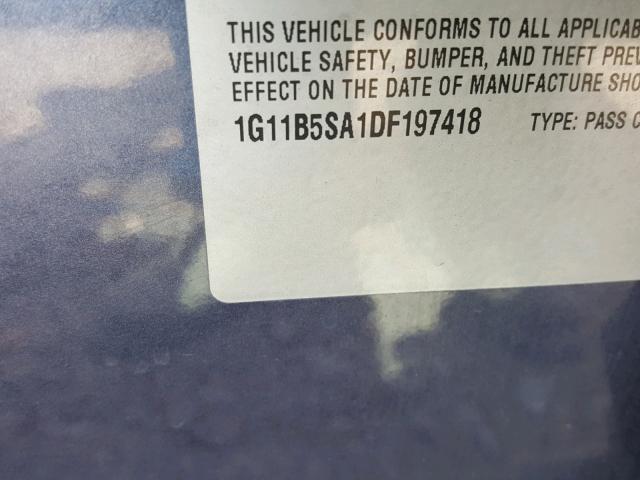 THIS VEHICLE CONFORMS TO ALL APPLICAB
VEHICLE SAFETY, BUMPER, AND THEFT PREV
EFFECT ON THE DATE OF MANUFACTURE SHO
1G11B5SA1DF197418 TYPE: PASS C